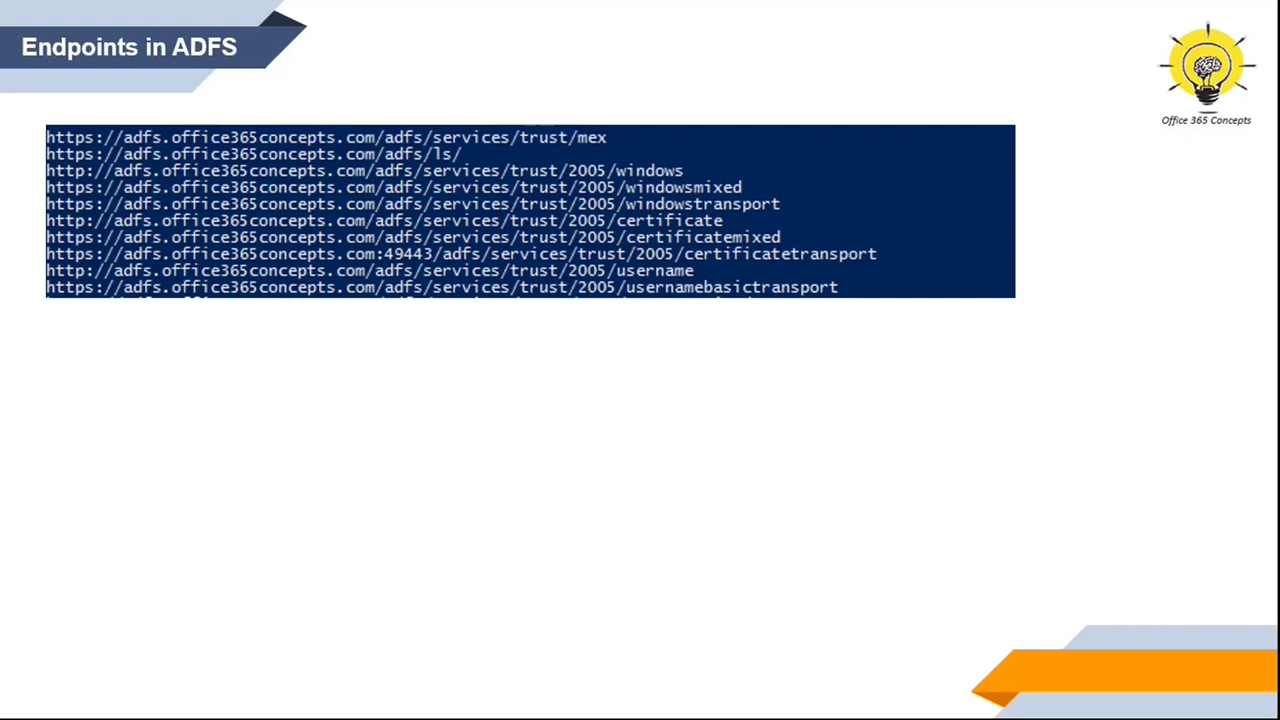 Endpoints in ADFS
Office 365 Concepts
https://adfs.office365concepts.com/adfs/services/trust/mex
https://adfs.office365concepts.com/adfs/ls/
http://adfs.office365concepts.com/adfs/services/trust/2005/windows
https://adfs.office365concepts.com/adfs/services/trust/2005/windowsmixed
https://adfs.office365concepts.com/adfs/services/trust/2005/windowstransport
http://adfs.office365concepts.com/adfs/services/trust/2005/certificate
https://adfs.office365concepts.com/adfs/services/trust/2005/certificatemixed
https://adfs.office365concepts.com:49443/adfs/services/trust/2005/certificatetransport
http://adfs.office365concepts.com/adfs/services/trust/2005/username
https://adfs.office365concepts.com/adfs/services/trust/2005/usernamebasictransport